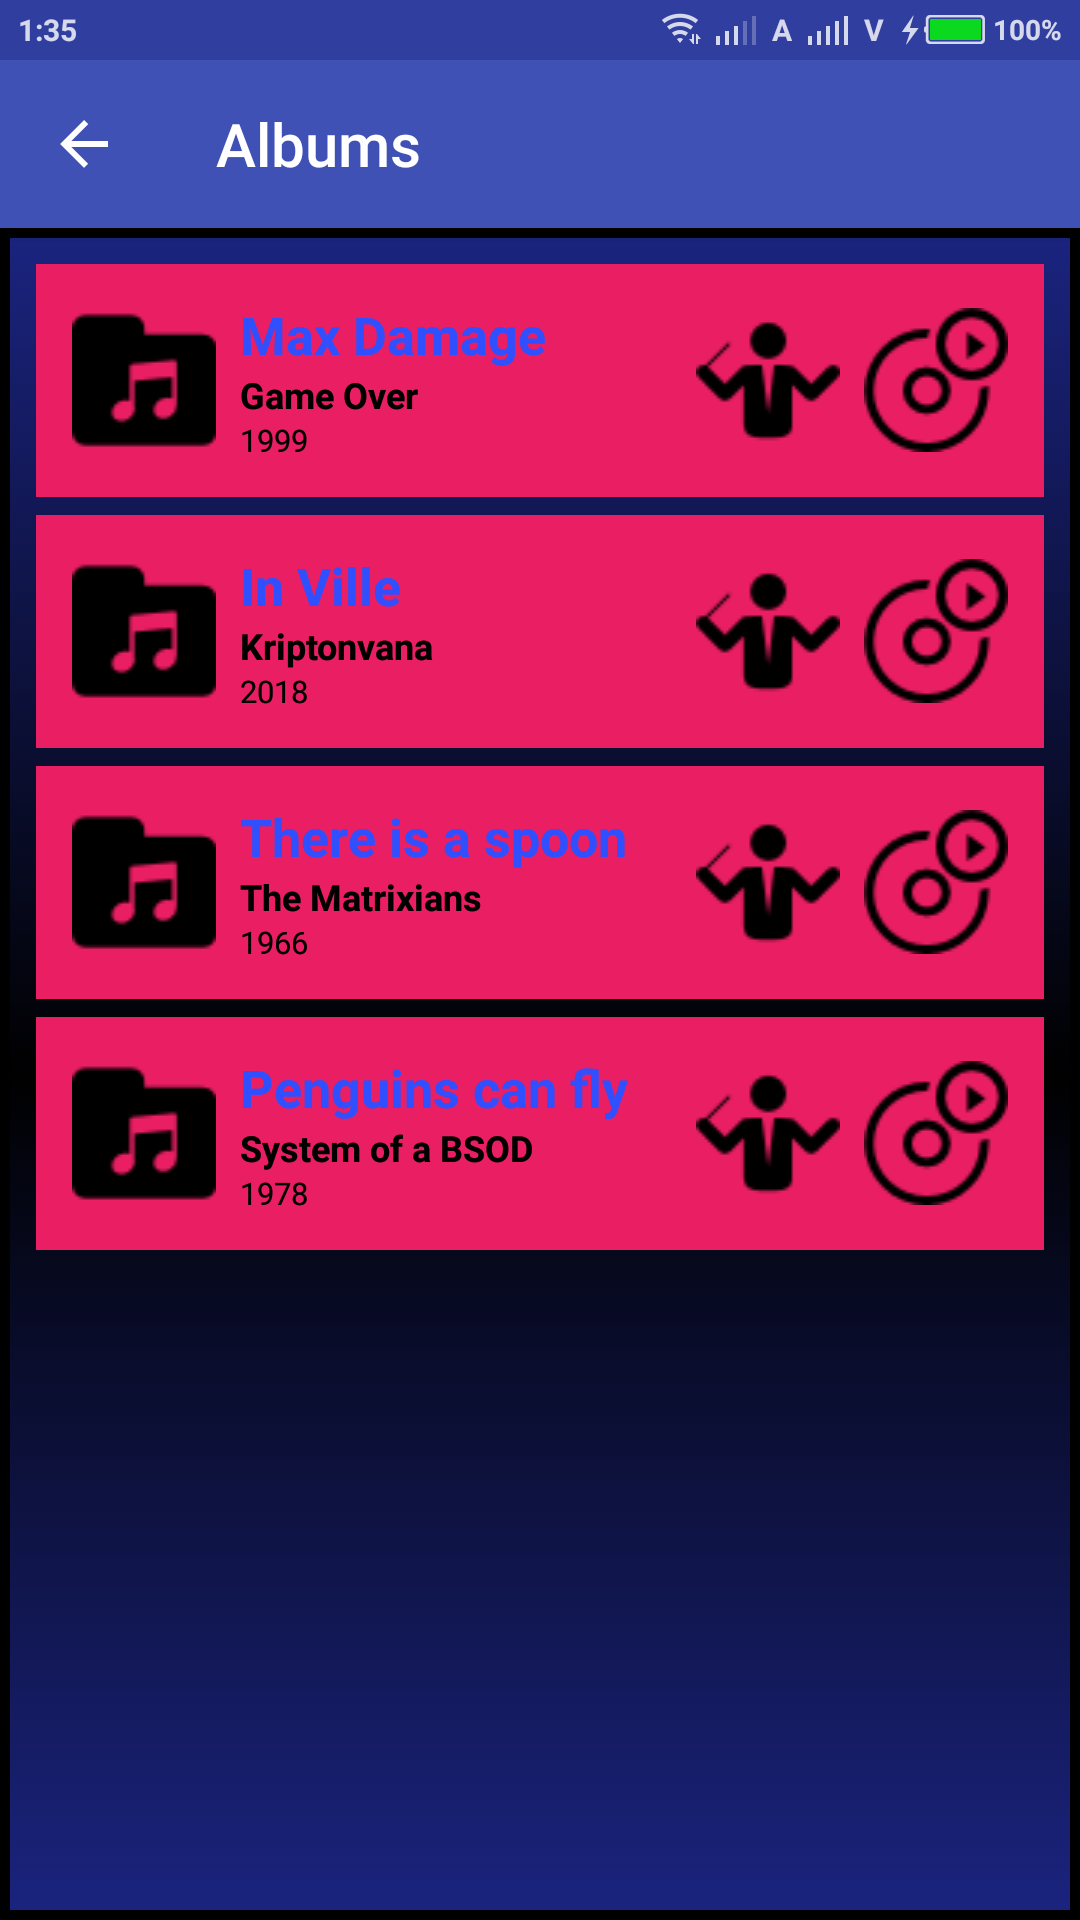 1:35 A V 100%
Albums
Max Damage
Game Over
1999
In Ville
Kriptonvana
2018
There is a spoon
The Matrixians
1966
Penguins can fly
System of a BSOD
1978